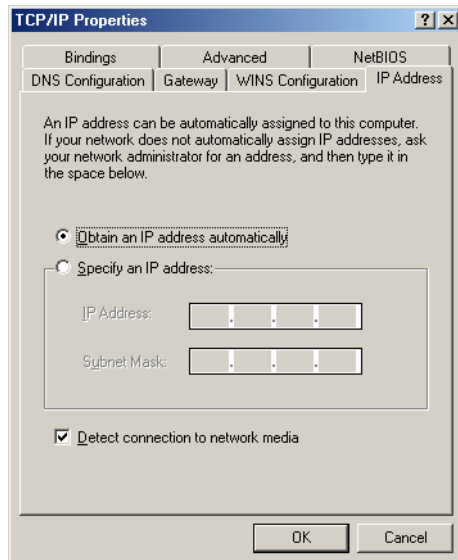 TCP/IP Properties
Bindings Advanced NetBIOS
DNS Configuration Gateway WINS Configuration IP Address
An IP address can be automatically assigned to this computer.
If your network does not automatically assign IP addresses, ask
your network administrator for an address, and then type it in
the space below.
Obtain an IP address automatically
Specify an IP address:
IP Address:
Subnet Mask:
Detect connection to network media
OK Cancel